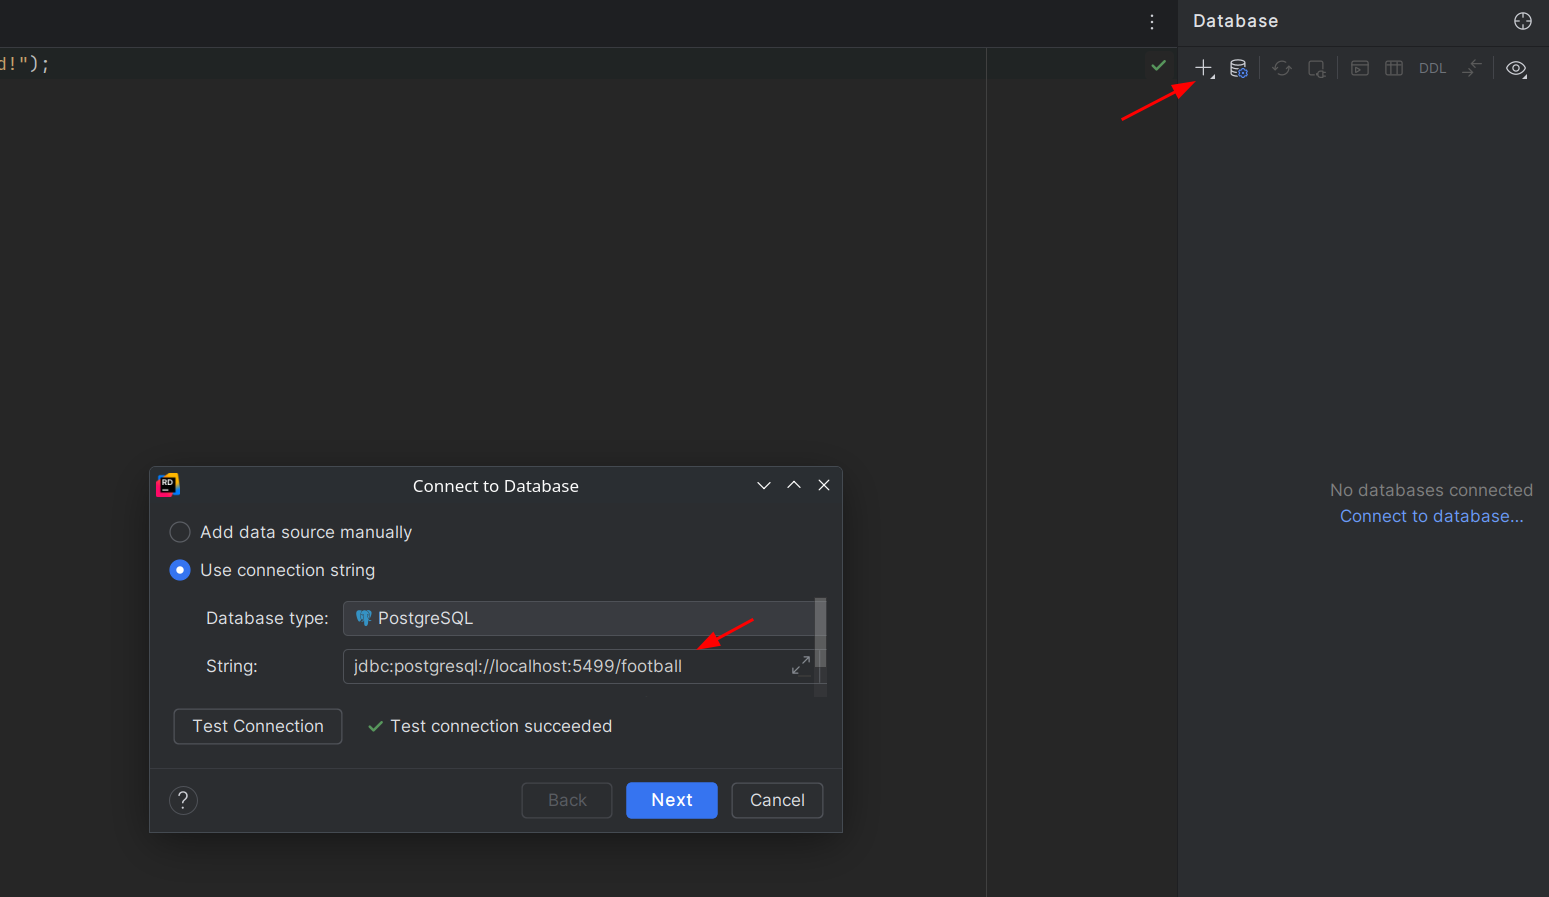 Database
d!");
DDL
No databases connected
Connect to database...
RD
Connect to Database
Add data source manually
Use connection string
Database type: PostgreSQL
String: jdbc:postgresql://localhost:5499/football
Test Connection Test connection succeeded
? Back Next Cancel